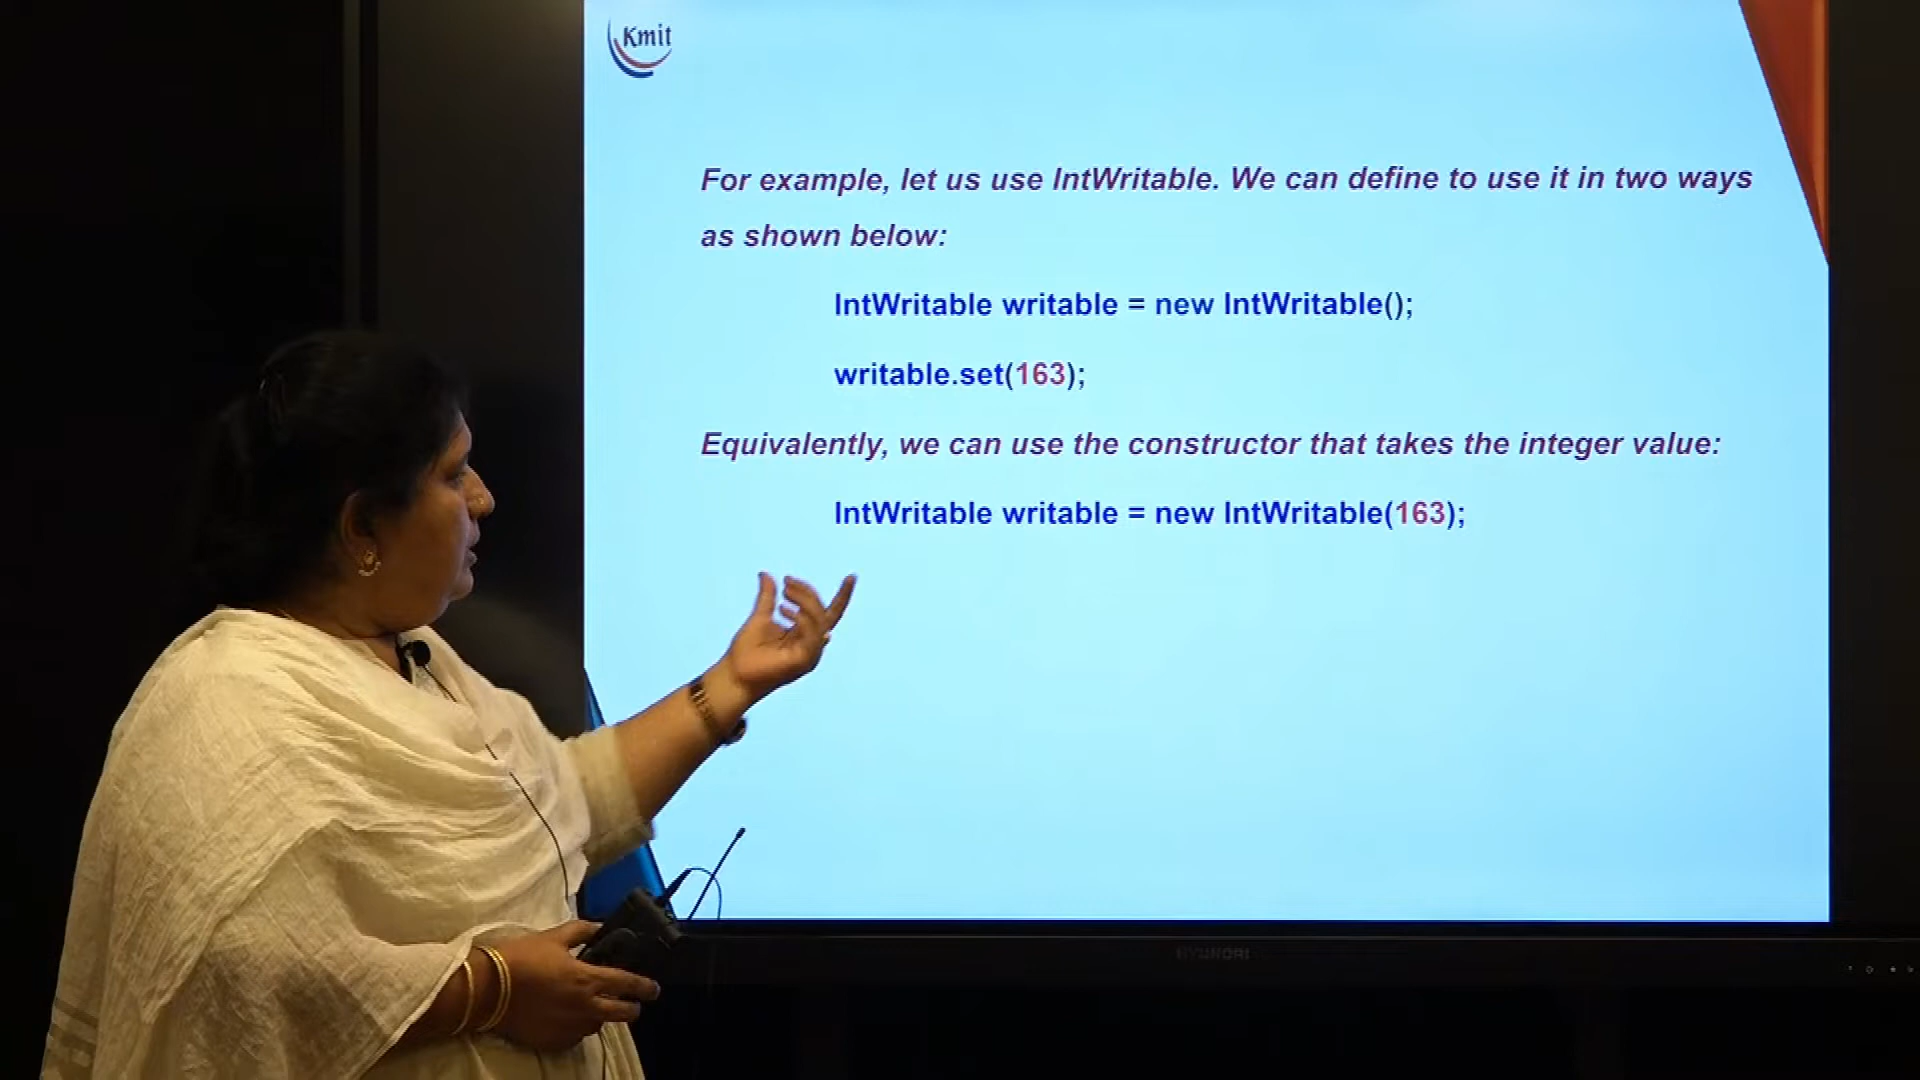 Kmit
For example, let us use IntWritable. We can define to use it in two ways
as shown below:
IntWritable writable = new IntWritable();
writable.set(163);
Equivalently, we can use the constructor that takes the integer value:
IntWritable writable = new IntWritable(163);
HYUNDAI